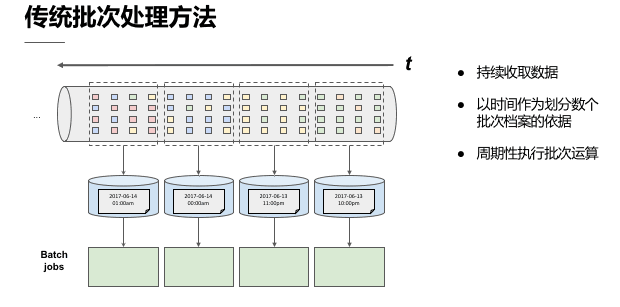 传统批次处理方法
t
...
2017-06-14
01:00am
2017-06-14
00:00am
2017-06-13
11:00pm
2017-06-13
10:00pm
Batch
jobs
● 持续收取数据
● 以时间作为划分数个
批次档案的依据
● 周期性执行批次运算